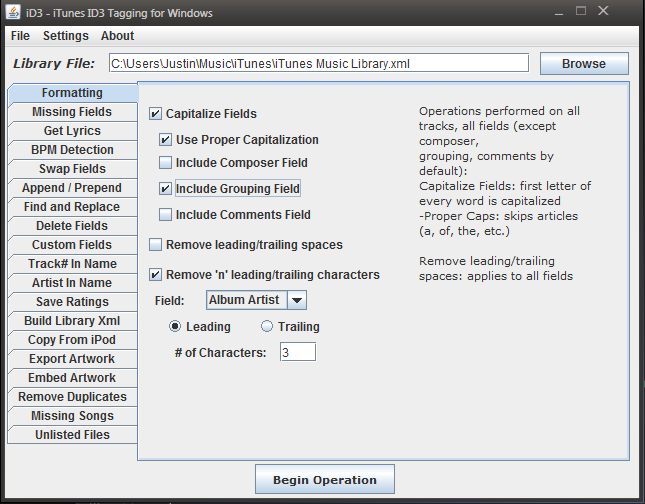 iD3 - iTunes ID3 Tagging for Windows
File Settings About
Library File: C:\Users\Justin\Music\iTunes\iTunes Music Library.xml Browse
Formatting
Missing Fields
Get Lyrics
BPM Detection
Swap Fields
Append / Prepend
Find and Replace
Delete Fields
Custom Fields
Track# In Name
Artist In Name
Save Ratings
Build Library Xml
Copy From iPod
Export Artwork
Embed Artwork
Remove Duplicates
Missing Songs
Unlisted Files
Capitalize Fields
Use Proper Capitalization
Include Composer Field
Include Grouping Field
Include Comments Field
Remove leading/trailing spaces
Remove 'n' leading/trailing characters
Field: Album Artist
Leading Trailing
# of Characters: 3
Operations performed on all
tracks, all fields (except
composer,
grouping, comments by
default):
Capitalize Fields: first letter of
every word is capitalized
-Proper Caps: skips articles
(a, of, the, etc.)
Remove leading/trailing
spaces: applies to all fields
Begin Operation